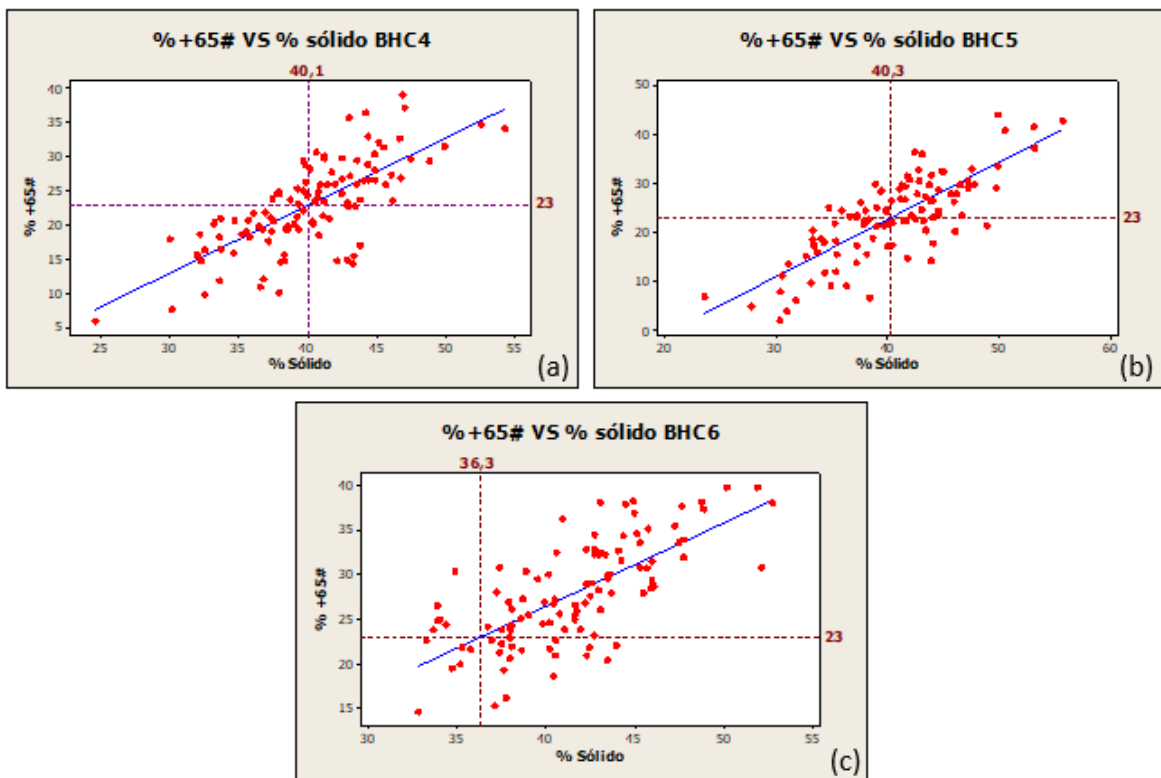 %+65# VS % sólido BHC4
40,1
% +65#
40
35
30
25
20
15
10
5
23
25 30 35 40 45 50 55
% Sólido
(a)
%+65# VS % sólido BHC5
40,3
% +65#
50
40
30
20
10
0
23
20 30 40 50 60
% Sólido
(b)
%+65# VS % sólido BHC6
36,3
% +65#
40
35
30
25
20
15
23
30 35 40 45 50 55
% Sólido
(c)